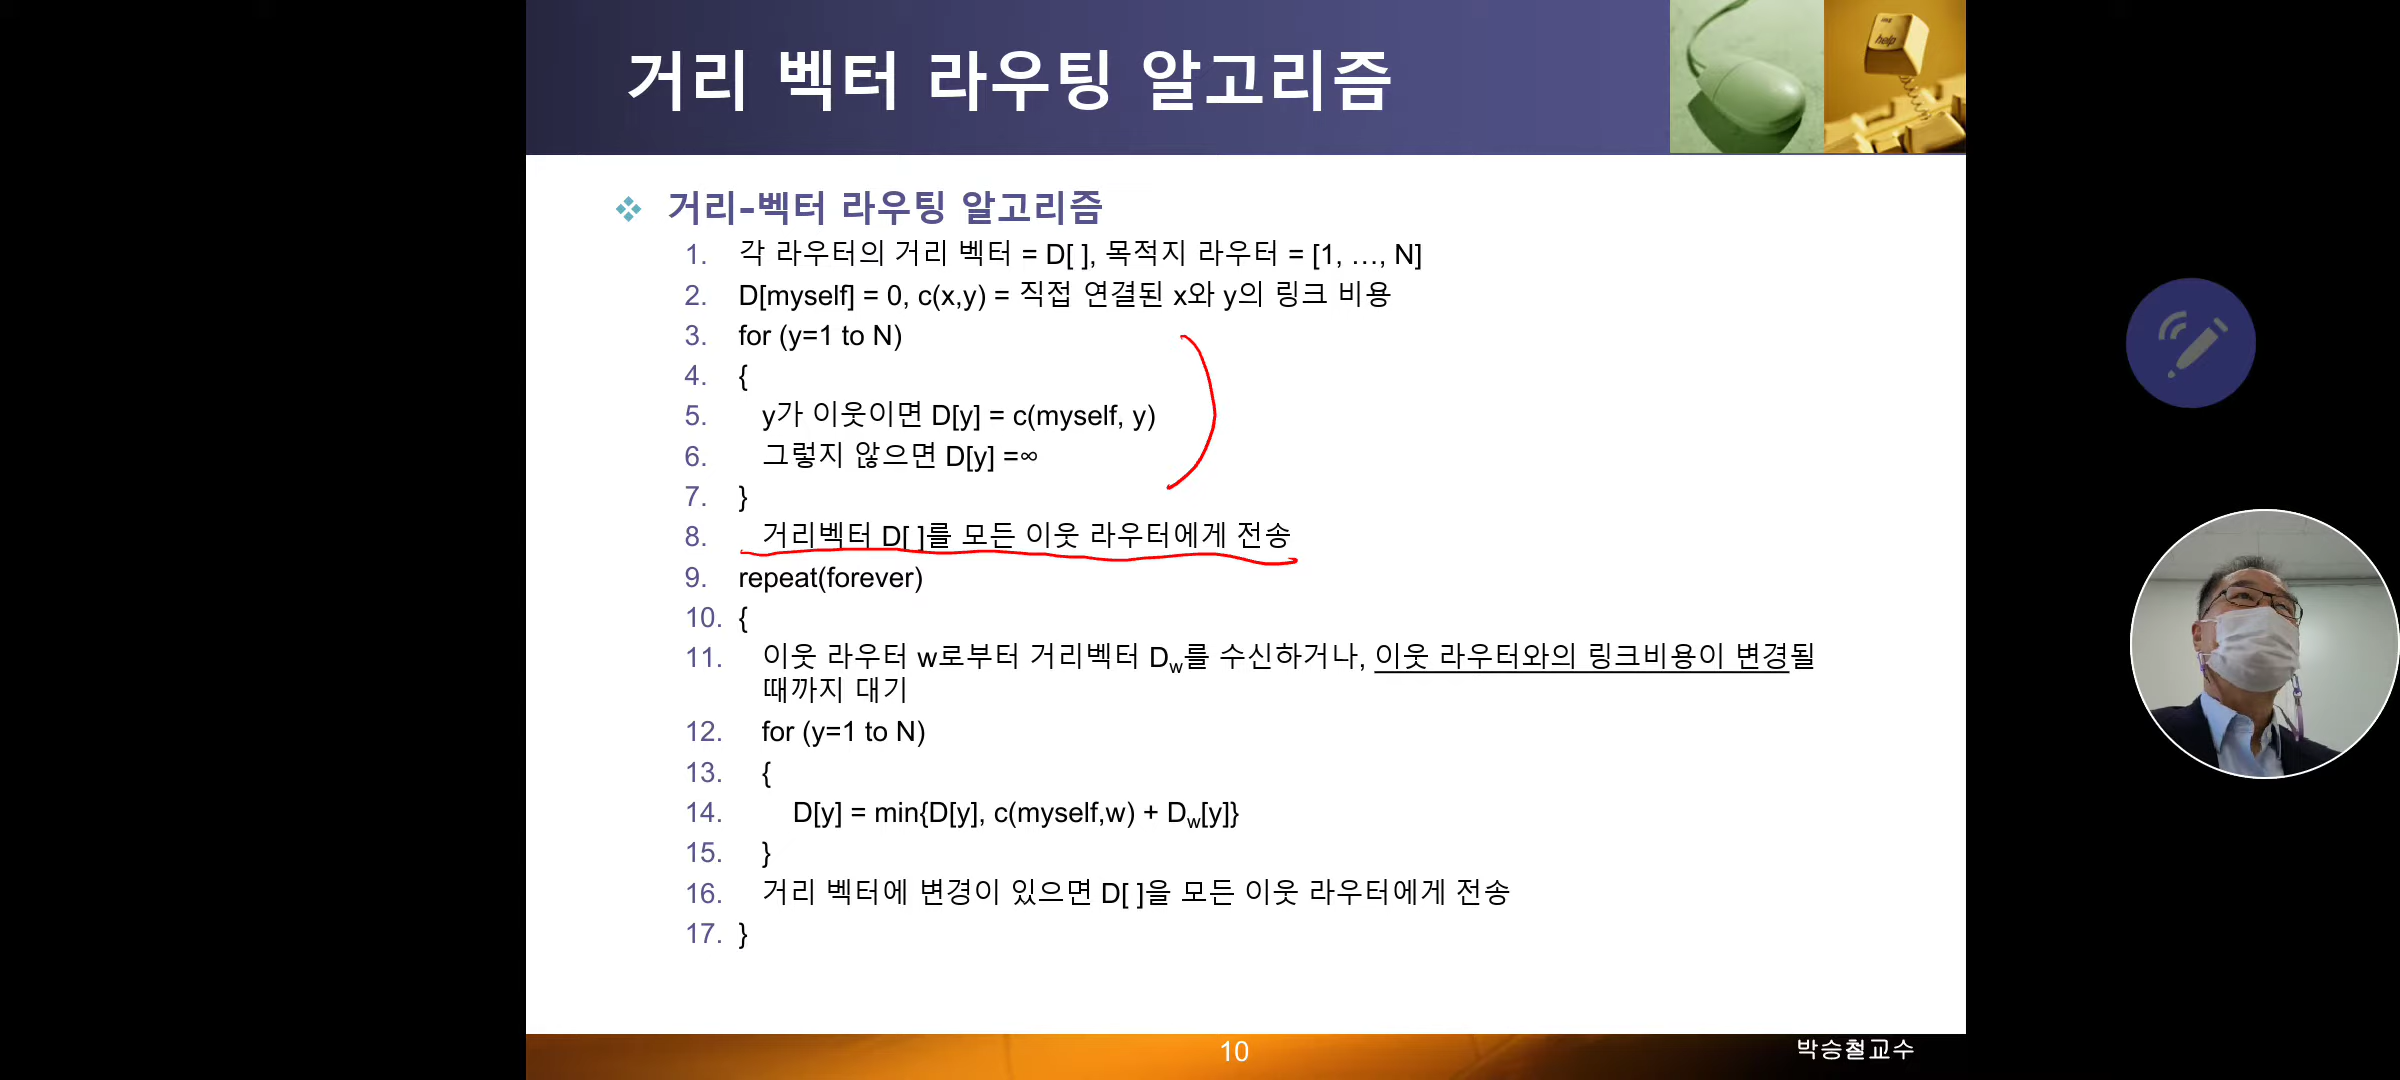 거리 벡터 라우팅 알고리즘
help
거리-벡터 라우팅 알고리즘
1. 각 라우터의 거리 벡터 = D[ ], 목적지 라우터 = [1, …, N]
2. D[myself] = 0, c(x,y) = 직접 연결된 x와 y의 링크 비용
3. for (y=1 to N)
4. {
5. y가 이웃이면 D[y] = c(myself, y)
6. 그렇지 않으면 D[y] =∞
7. }
8. 거리벡터 D[ ]를 모든 이웃 라우터에게 전송
9. repeat(forever)
10. {
11. 이웃 라우터 w로부터 거리벡터 Dw를 수신하거나, 이웃 라우터와의 링크비용이 변경될
때까지 대기
12. for (y=1 to N)
13. {
14. D[y] = min{D[y], c(myself,w) + Dw[y]}
15. }
16. 거리 벡터에 변경이 있으면 D[ ]을 모든 이웃 라우터에게 전송
17. }
10
박승철교수